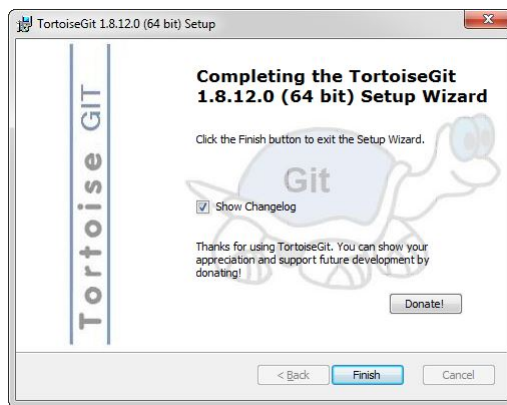 TortoiseGit 1.8.12.0 (64 bit) Setup
Tortoise GIT
Completing the TortoiseGit
1.8.12.0 (64 bit) Setup Wizard
Click the Finish button to exit the Setup Wizard.
Git
Show Changelog
Thanks for using TortoiseGit. You can show your
appreciation and support future development by
donating!
Donate!
< Back
Finish
Cancel